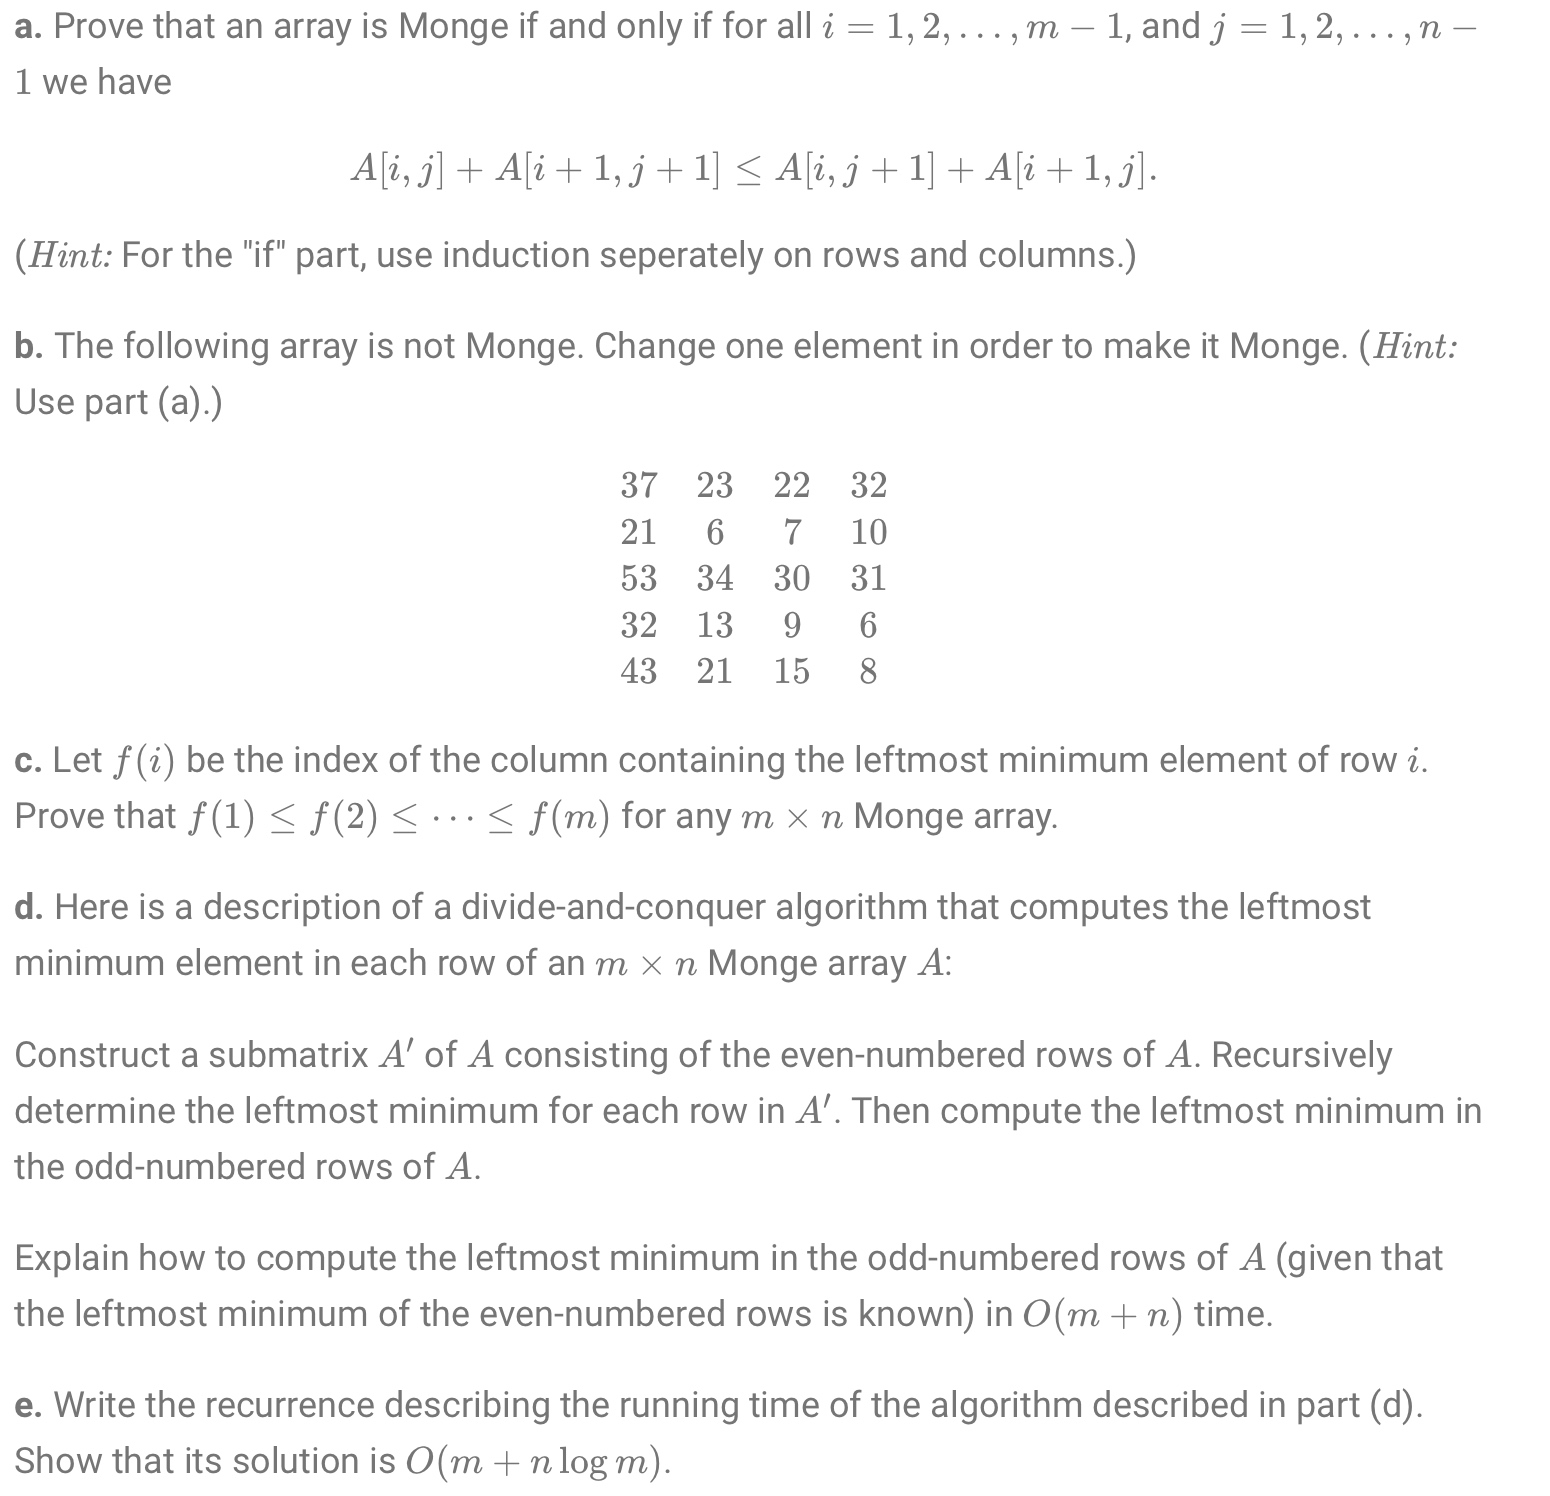 a. Prove that an array is Monge if and only if for all i = 1, 2, . . . , m − 1, and j = 1, 2, . . . , n −
1 we have
A[i, j] + A[i + 1, j + 1] ≤ A[i, j + 1] + A[i + 1, j].
(Hint: For the "if" part, use induction seperately on rows and columns.)
b. The following array is not Monge. Change one element in order to make it Monge. (Hint:
Use part (a).)
37 23 22 32
21 6 7 10
53 34 30 31
32 13 9 6
43 21 15 8
c. Let f(i) be the index of the column containing the leftmost minimum element of row i.
Prove that f(1) ≤ f(2) ≤ · · · ≤ f(m) for any m × n Monge array.
d. Here is a description of a divide-and-conquer algorithm that computes the leftmost
minimum element in each row of an m × n Monge array A:
Construct a submatrix A′ of A consisting of the even-numbered rows of A. Recursively
determine the leftmost minimum for each row in A′. Then compute the leftmost minimum in
the odd-numbered rows of A.
Explain how to compute the leftmost minimum in the odd-numbered rows of A (given that
the leftmost minimum of the even-numbered rows is known) in O(m + n) time.
e. Write the recurrence describing the running time of the algorithm described in part (d).
Show that its solution is O(m + n log m).